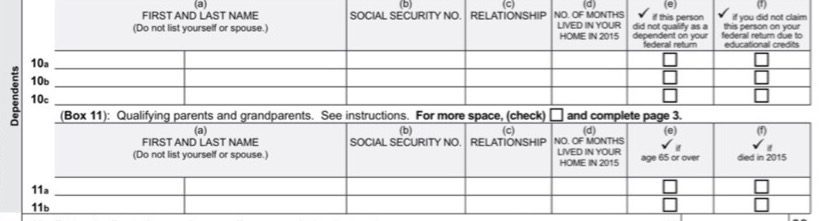 (a) (b) (c) (d) (e) (f)
FIRST AND LAST NAME SOCIAL SECURITY NO. RELATIONSHIP NO. OF MONTHS ✓ if this person ✓ if you did not claim
(Do not list yourself or spouse.) LIVED IN YOUR did not qualify as a this person on your
HOME IN 2015 dependent on your federal return due to
federal return educational credits
Dependents
10a
10b
10c
(Box 11): Qualifying parents and grandparents. See instructions. For more space, (check) ☐ and complete page 3.
(a) (b) (c) (d) (e) (f)
FIRST AND LAST NAME SOCIAL SECURITY NO. RELATIONSHIP NO. OF MONTHS ✓ if ✓ if
(Do not list yourself or spouse.) LIVED IN YOUR age 65 or over died in 2015
HOME IN 2015
11a
11b